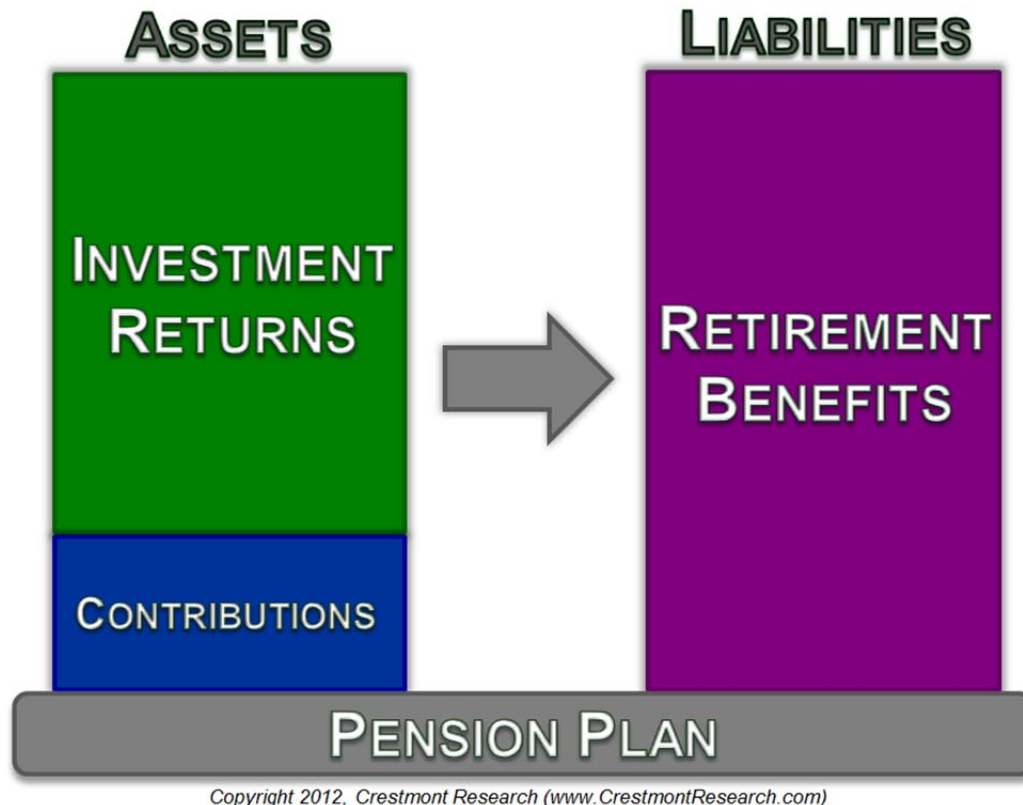 ASSETS
LIABILITIES
INVESTMENT
RETURNS
RETIREMENT
BENEFITS
CONTRIBUTIONS
PENSION PLAN
Copyright 2012, Crestmont Research (www.CrestmontResearch.com)